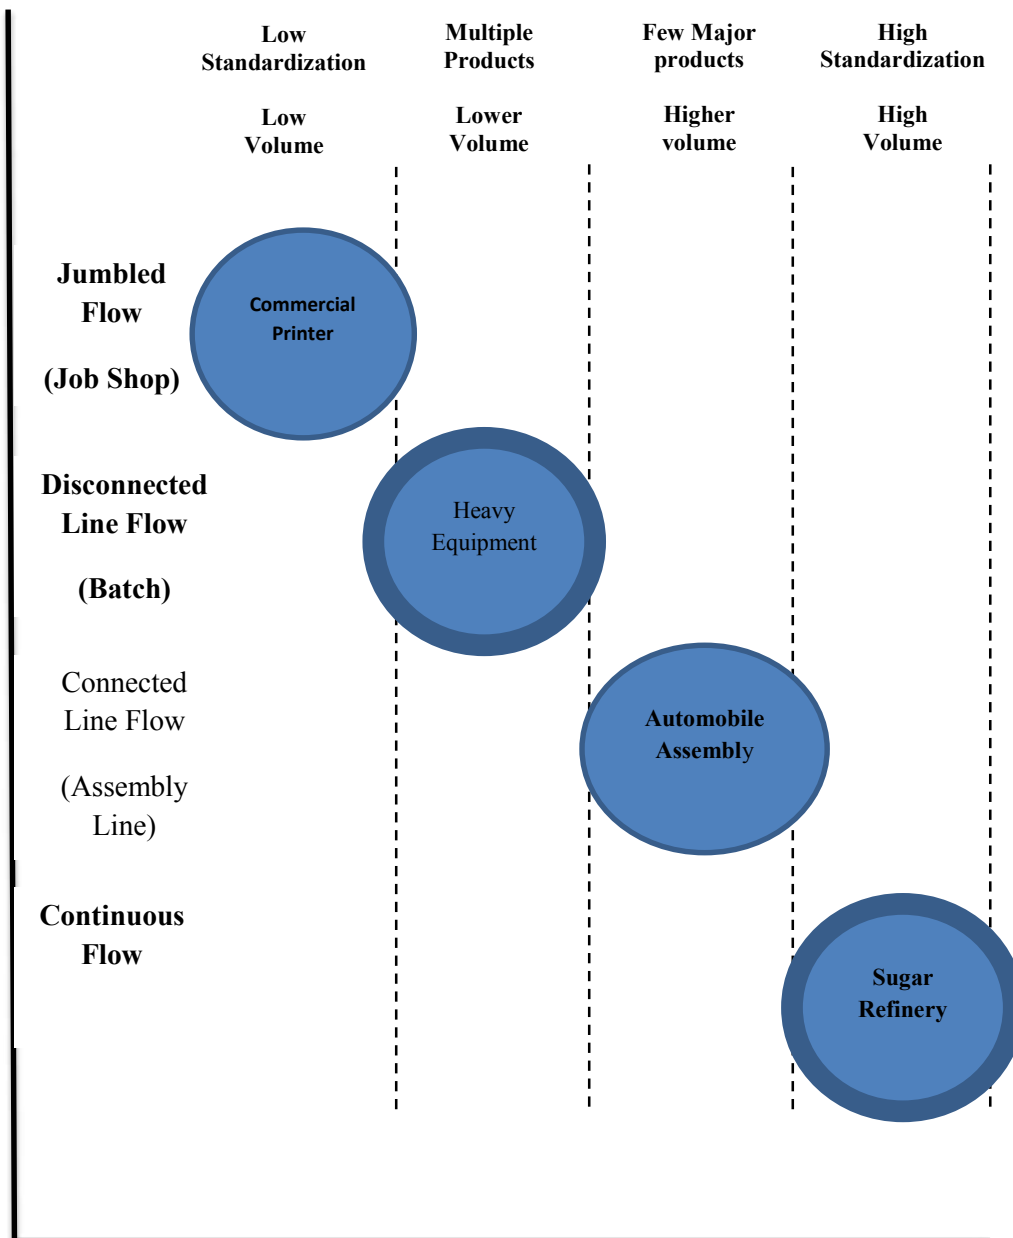 Low
Standardization
Low
Volume
Multiple
Products
Lower
Volume
Few Major
products
Higher
volume
High
Standardization
High
Volume
Jumbled
Flow
(Job Shop)
Commercial
Printer
Disconnected
Line Flow
(Batch)
Heavy
Equipment
Connected
Line Flow
(Assembly
Line)
Automobile
Assembly
Continuous
Flow
Sugar
Refinery